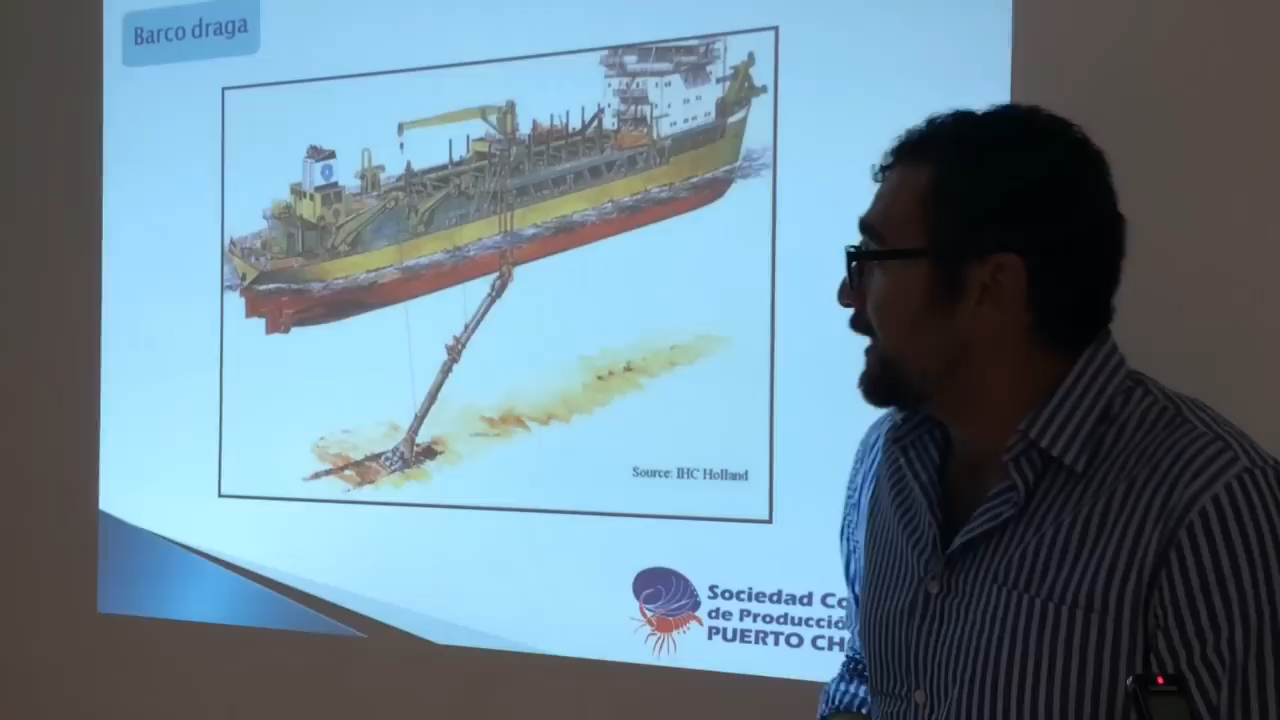 Barco draga
Source: IHC Holland
Sociedad Co
de Producció
PUERTO CH